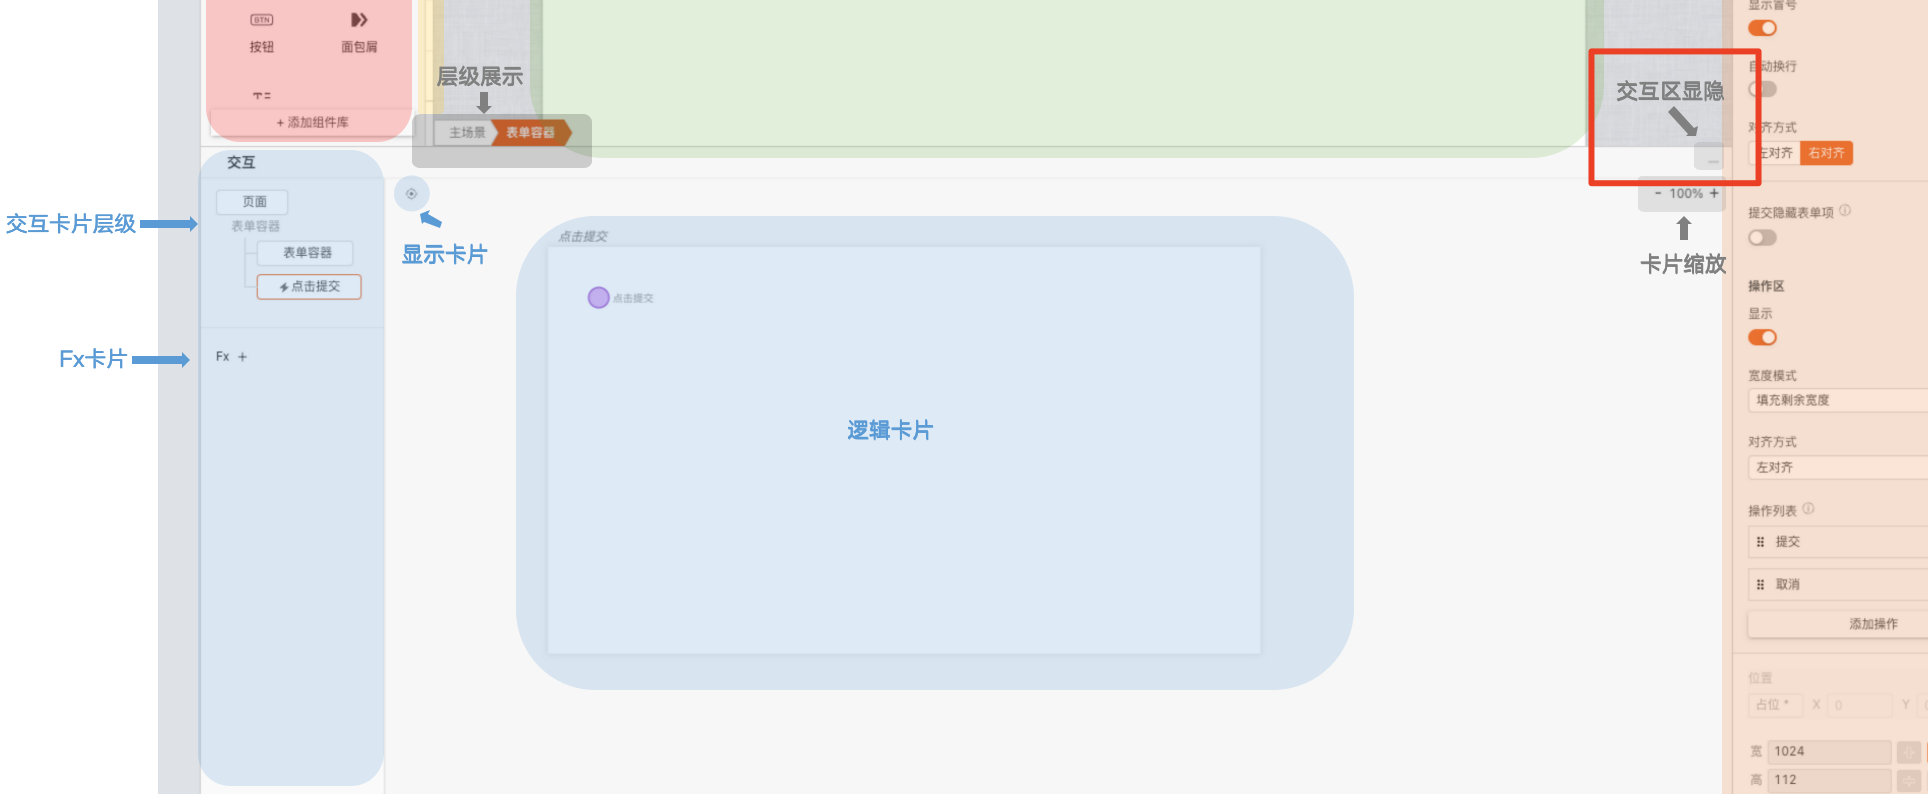 BTN
按钮
面包屑
+ 添加组件库
层级展示
主场景
表单容器
交互区显隐
交互
页面
表单容器
表单容器
点击提交
交互卡片层级
Fx卡片
Fx +
显示卡片
点击提交
点击提交
逻辑卡片
- 100% +
卡片缩放
显示冒号
自动换行
对齐方式
左对齐
右对齐
提交隐藏表单项
操作区
显示
宽度模式
填充剩余宽度
对齐方式
左对齐
操作列表
提交
取消
添加操作
位置
占位
X 0
Y
宽 1024
高 112